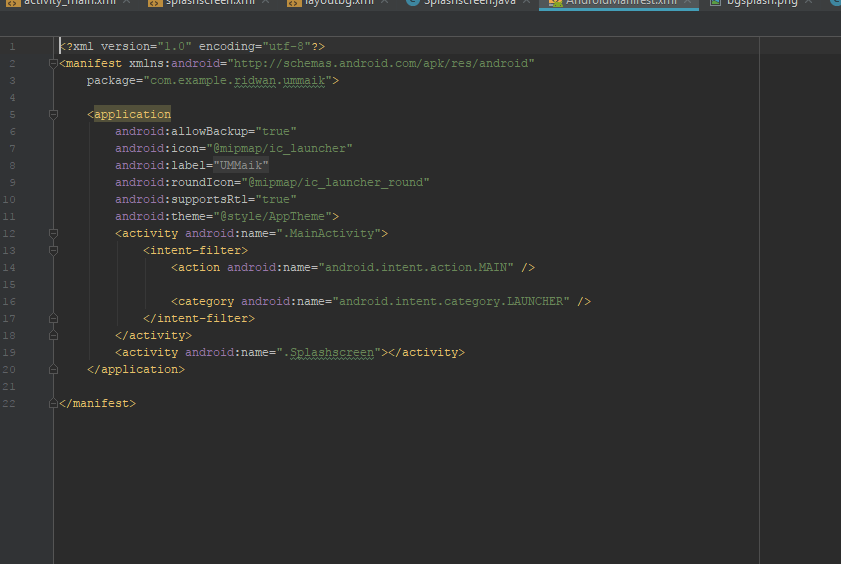 activity_main.xml
splashscreen.xml
layoutbg.xml
Splashscreen.java
AndroidManifest.xml
bgsplash.png
1 <?xml version="1.0" encoding="utf-8"?>
2 <manifest xmlns:android="http://schemas.android.com/apk/res/android"
3 package="com.example.ridwan.ummaik">
4
5 <application
6 android:allowBackup="true"
7 android:icon="@mipmap/ic_launcher"
8 android:label="UMMaik"
9 android:roundIcon="@mipmap/ic_launcher_round"
10 android:supportsRtl="true"
11 android:theme="@style/AppTheme">
12 <activity android:name=".MainActivity">
13 <intent-filter>
14 <action android:name="android.intent.action.MAIN" />
15
16 <category android:name="android.intent.category.LAUNCHER" />
17 </intent-filter>
18 </activity>
19 <activity android:name=".Splashscreen"></activity>
20 </application>
21
22 </manifest>